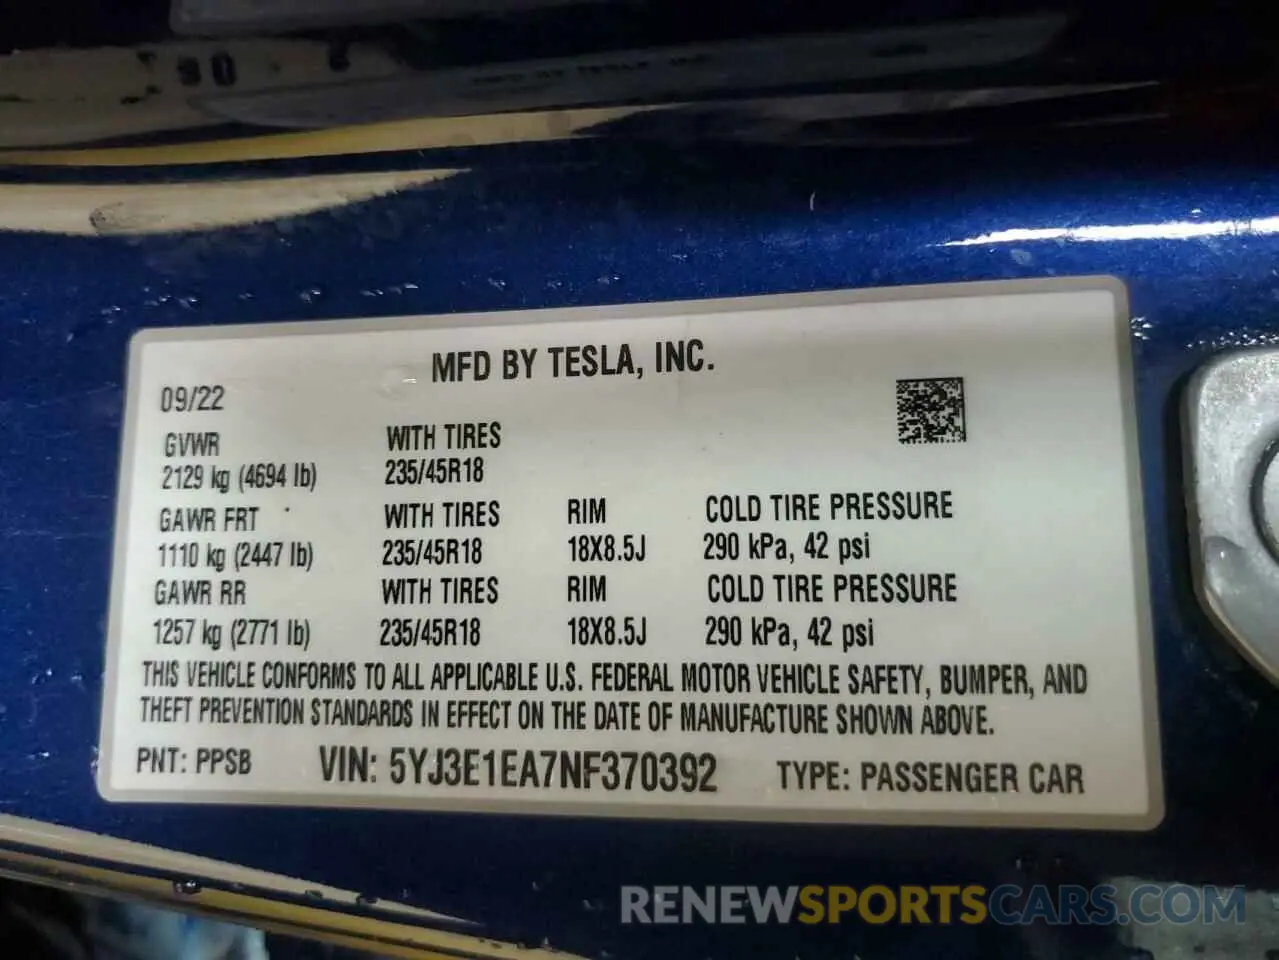 MFD BY TESLA, INC.
09/22
GVWR WITH TIRES
2129 kg (4694 lb) 235/45R18
GAWR FRT WITH TIRES RIM COLD TIRE PRESSURE
1110 kg (2447 lb) 235/45R18 18X8.5J 290 kPa, 42 psi
GAWR RR WITH TIRES RIM COLD TIRE PRESSURE
1257 kg (2771 lb) 235/45R18 18X8.5J 290 kPa, 42 psi
THIS VEHICLE CONFORMS TO ALL APPLICABLE U.S. FEDERAL MOTOR VEHICLE SAFETY, BUMPER, AND
THEFT PREVENTION STANDARDS IN EFFECT ON THE DATE OF MANUFACTURE SHOWN ABOVE.
PNT: PPSB VIN: 5YJ3E1EA7NF370392 TYPE: PASSENGER CAR
RENEWSPORTSCARS.COM